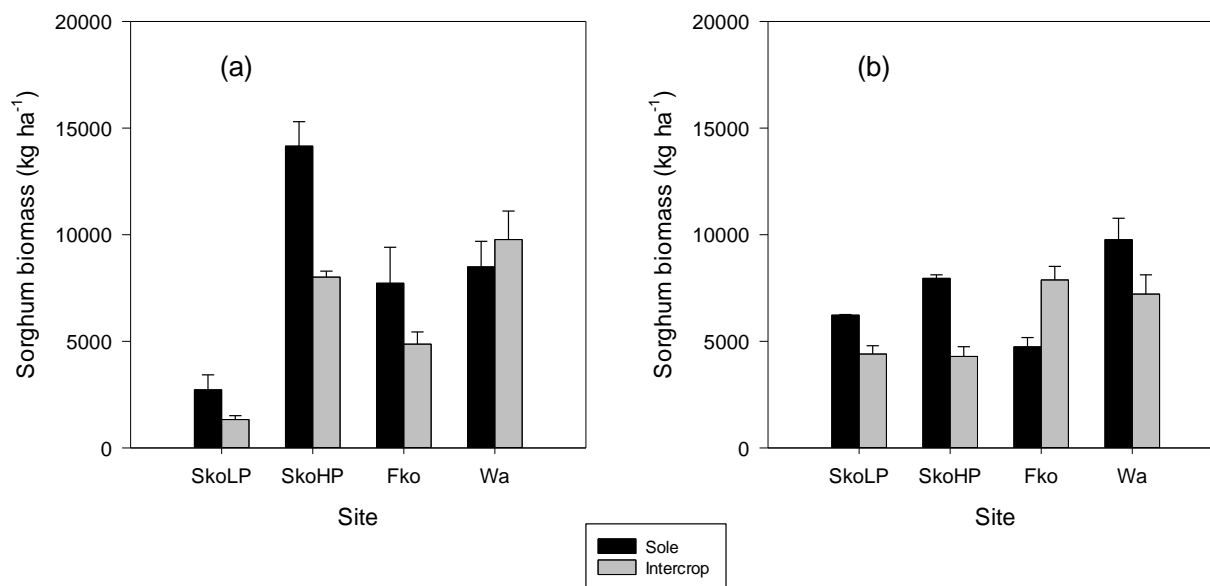 (a)
Sorghum biomass (kg ha⁻¹)
20000
15000
10000
5000
0
SkoLP SkoHP Fko Wa
Site
(b)
Sorghum biomass (kg ha⁻¹)
20000
15000
10000
5000
0
SkoLP SkoHP Fko Wa
Site
Sole
Intercrop